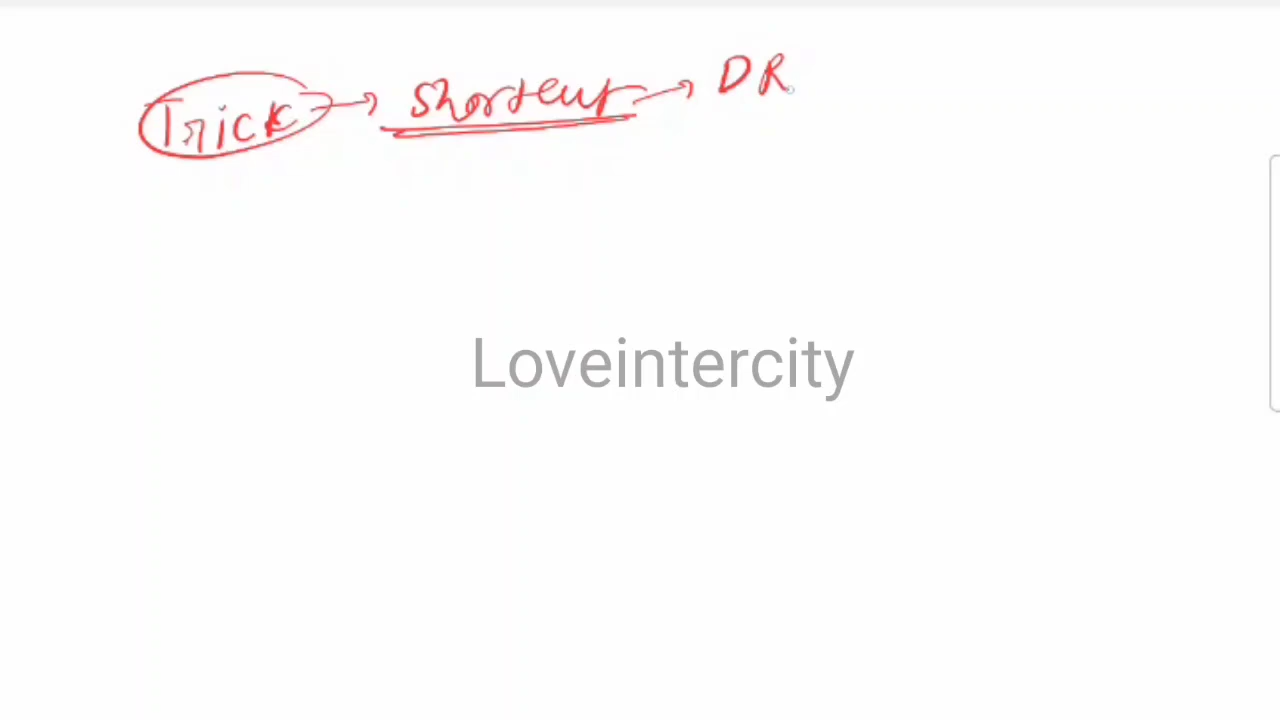 Trick → Shortcut → DR
Loveintercity